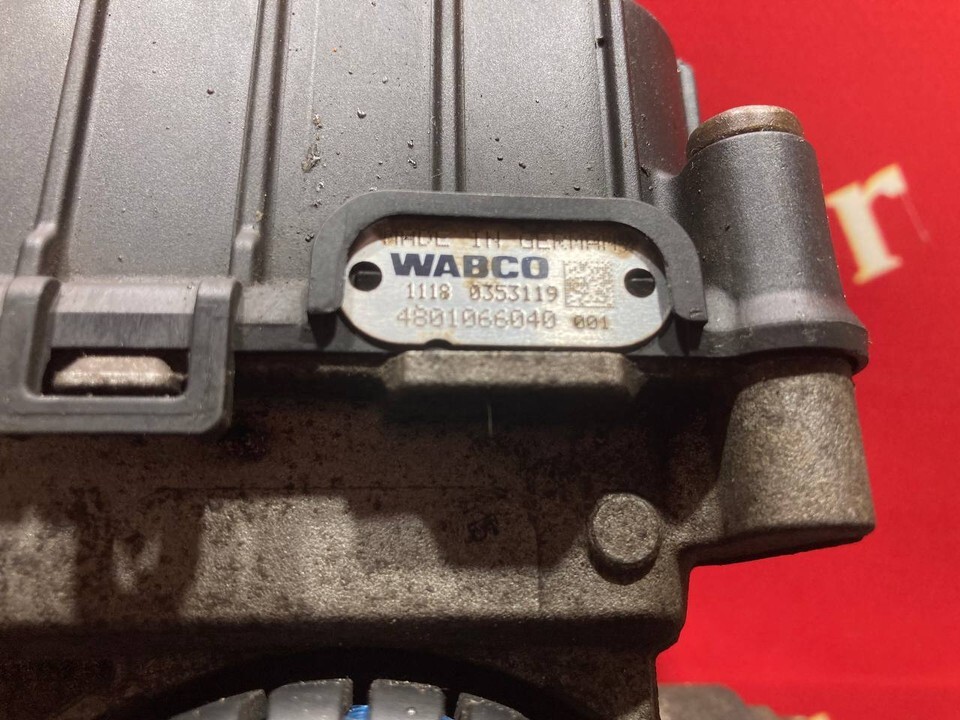 MADE IN GERMANY
WABCO
1118 0353119
4801066040 001
r